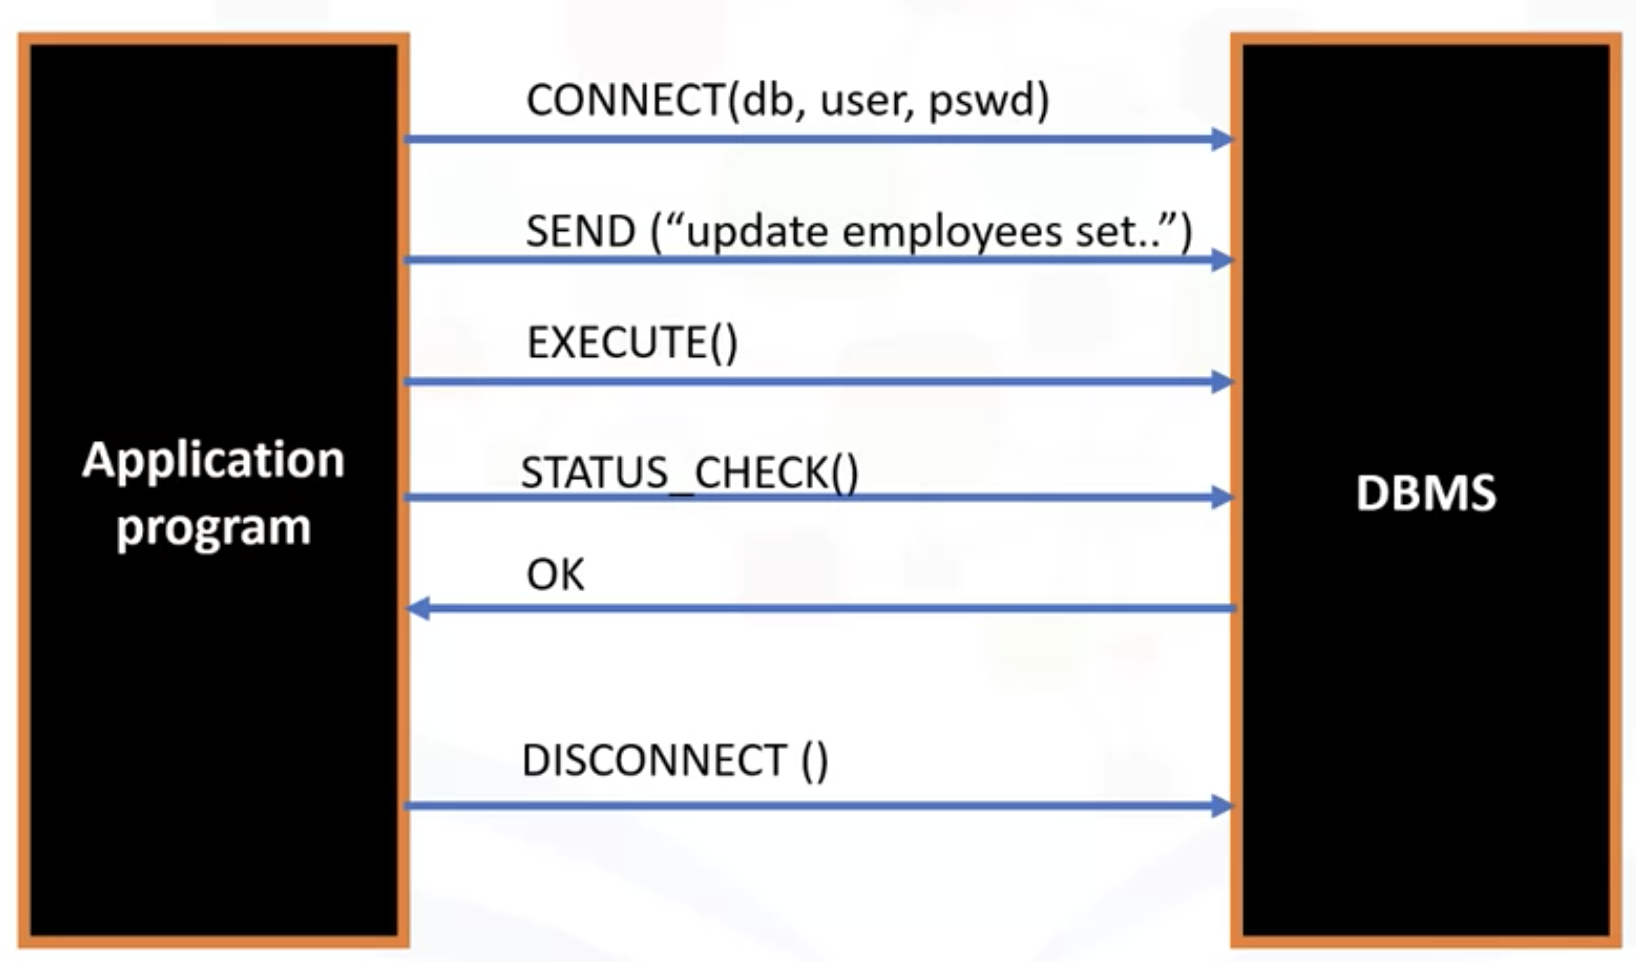 CONNECT(db, user, pswd)
SEND (“update employees set..”)
EXECUTE()
STATUS_CHECK()
OK
DISCONNECT ()
Application
program
DBMS